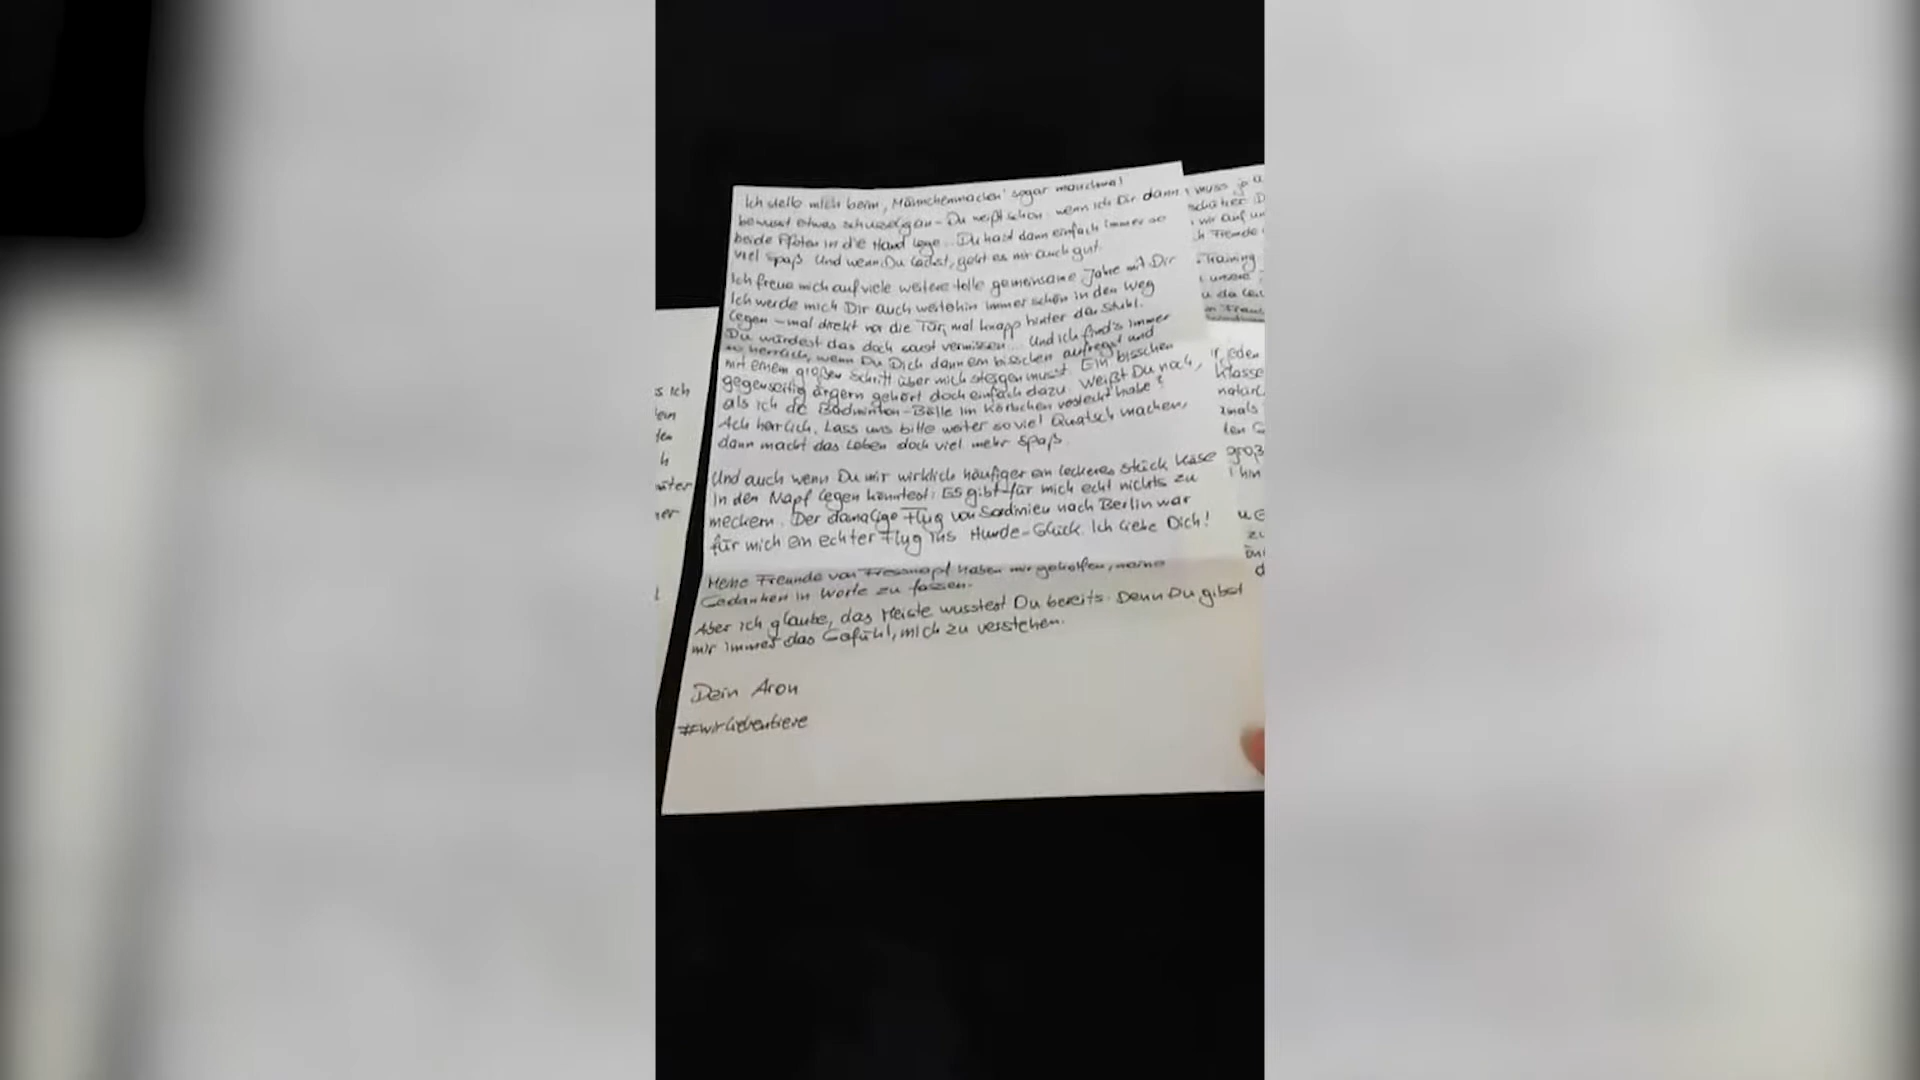 Ich stelle mich beim 'Männchenmachen' sogar manchmal
bewusst etwas schusselig an - Du weißt schon: wenn ich Dir dann
beide Pfoten in die Hand lege... Du hast dann einfach immer so
viel Spaß. Und wenn Du lachst, geht es mir auch gut.
Ich freue mich auf viele weitere tolle gemeinsame Jahre mit Dir
Ich werde mich Dir auch weiterhin immer schön in den Weg
legen - mal direkt vor die Tür, mal knapp hinter den Stuhl.
Du würdest das doch sonst vermissen... Und ich find's immer
so herrlich, wenn Du Dich dann ein bisschen aufregst und
mit einem großen Schritt über mich steigen musst. Ein bisschen
gegenseitig ärgern gehört doch einfach dazu. Weißt Du noch,
als ich die Badminton-Bälle im Körbchen versteckt habe?
Ach herrlich. Lass uns bitte weiter so viel Quatsch machen,
dann macht das Leben doch viel mehr Spaß.
Und auch wenn Du mir wirklich häufiger ein leckeres Stück Käse
in den Napf legen könntest: Es gibt für mich echt nichts zu
meckern. Der damalige Flug von Sardinien nach Berlin war
für mich ein echter Flug ins Hunde-Glück. Ich liebe Dich!
Meine Freunde von Fressnapf haben mir geholfen, meine
Gedanken in Worte zu fassen.
Aber ich glaube, das Meiste wusstest Du bereits. Denn Du gibst
mir immer das Gefühl, mich zu verstehen.
Dein Aron
#wirliebentiere